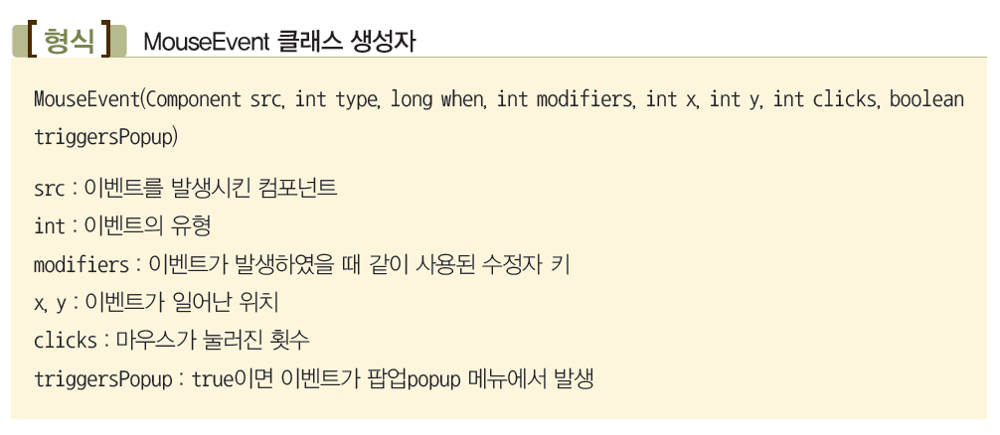 [형식] MouseEvent 클래스 생성자
MouseEvent(Component src, int type, long when, int modifiers, int x, int y, int clicks, boolean
triggersPopup)
src : 이벤트를 발생시킨 컴포넌트
int : 이벤트의 유형
modifiers : 이벤트가 발생하였을 때 같이 사용된 수정자 키
x, y : 이벤트가 일어난 위치
clicks : 마우스가 눌러진 횟수
triggersPopup : true이면 이벤트가 팝업popup 메뉴에서 발생